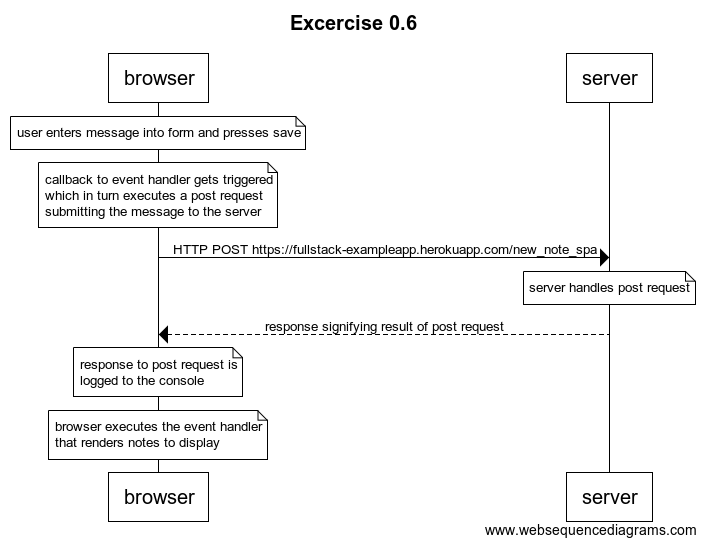 Excercise 0.6
browser
server
user enters message into form and presses save
callback to event handler gets triggered
which in turn executes a post request
submitting the message to the server
HTTP POST https://fullstack-exampleapp.herokuapp.com/new_note_spa
server handles post request
response signifying result of post request
response to post request is
logged to the console
browser executes the event handler
that renders notes to display
browser
server
www.websequencediagrams.com